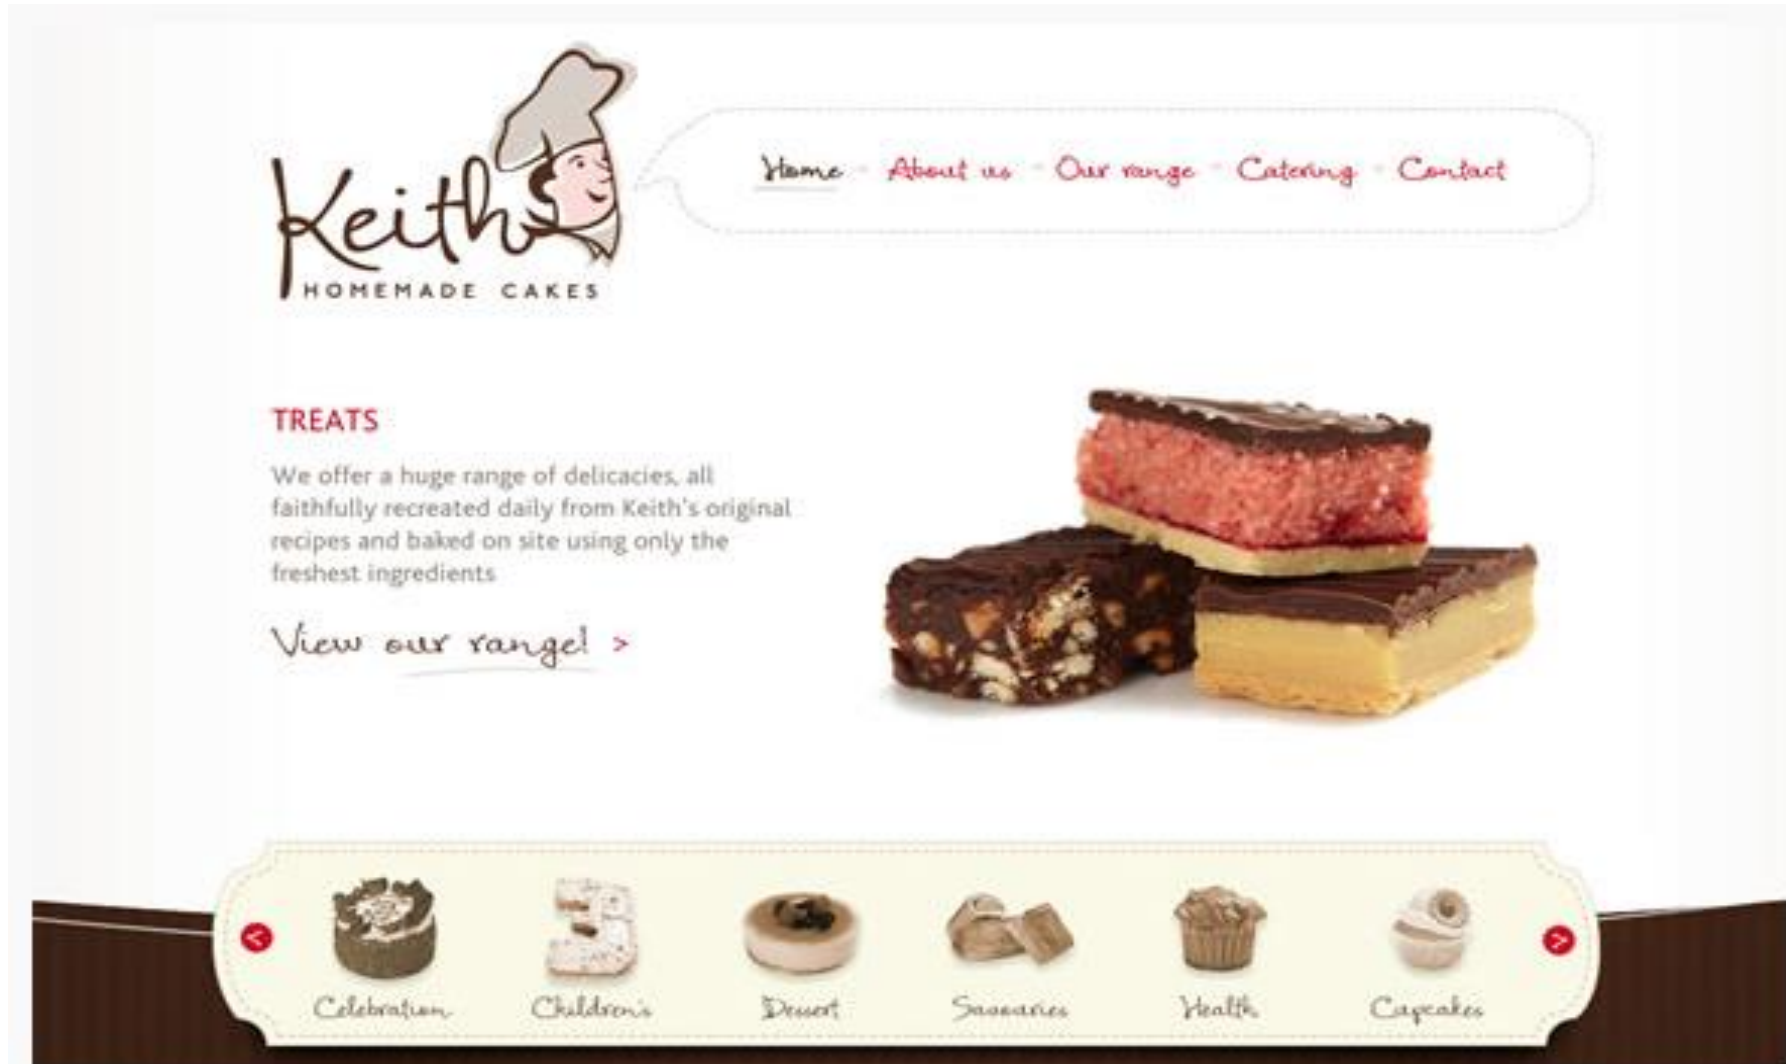 Keith
HOMEMADE CAKES
Home - About us - Our range - Catering - Contact
TREATS
We offer a huge range of delicacies, all
faithfully recreated daily from Keith's original
recipes and baked on site using only the
freshest ingredients
View our range! >
< Celebration Children's Dessert Savouries Health Cupcakes >